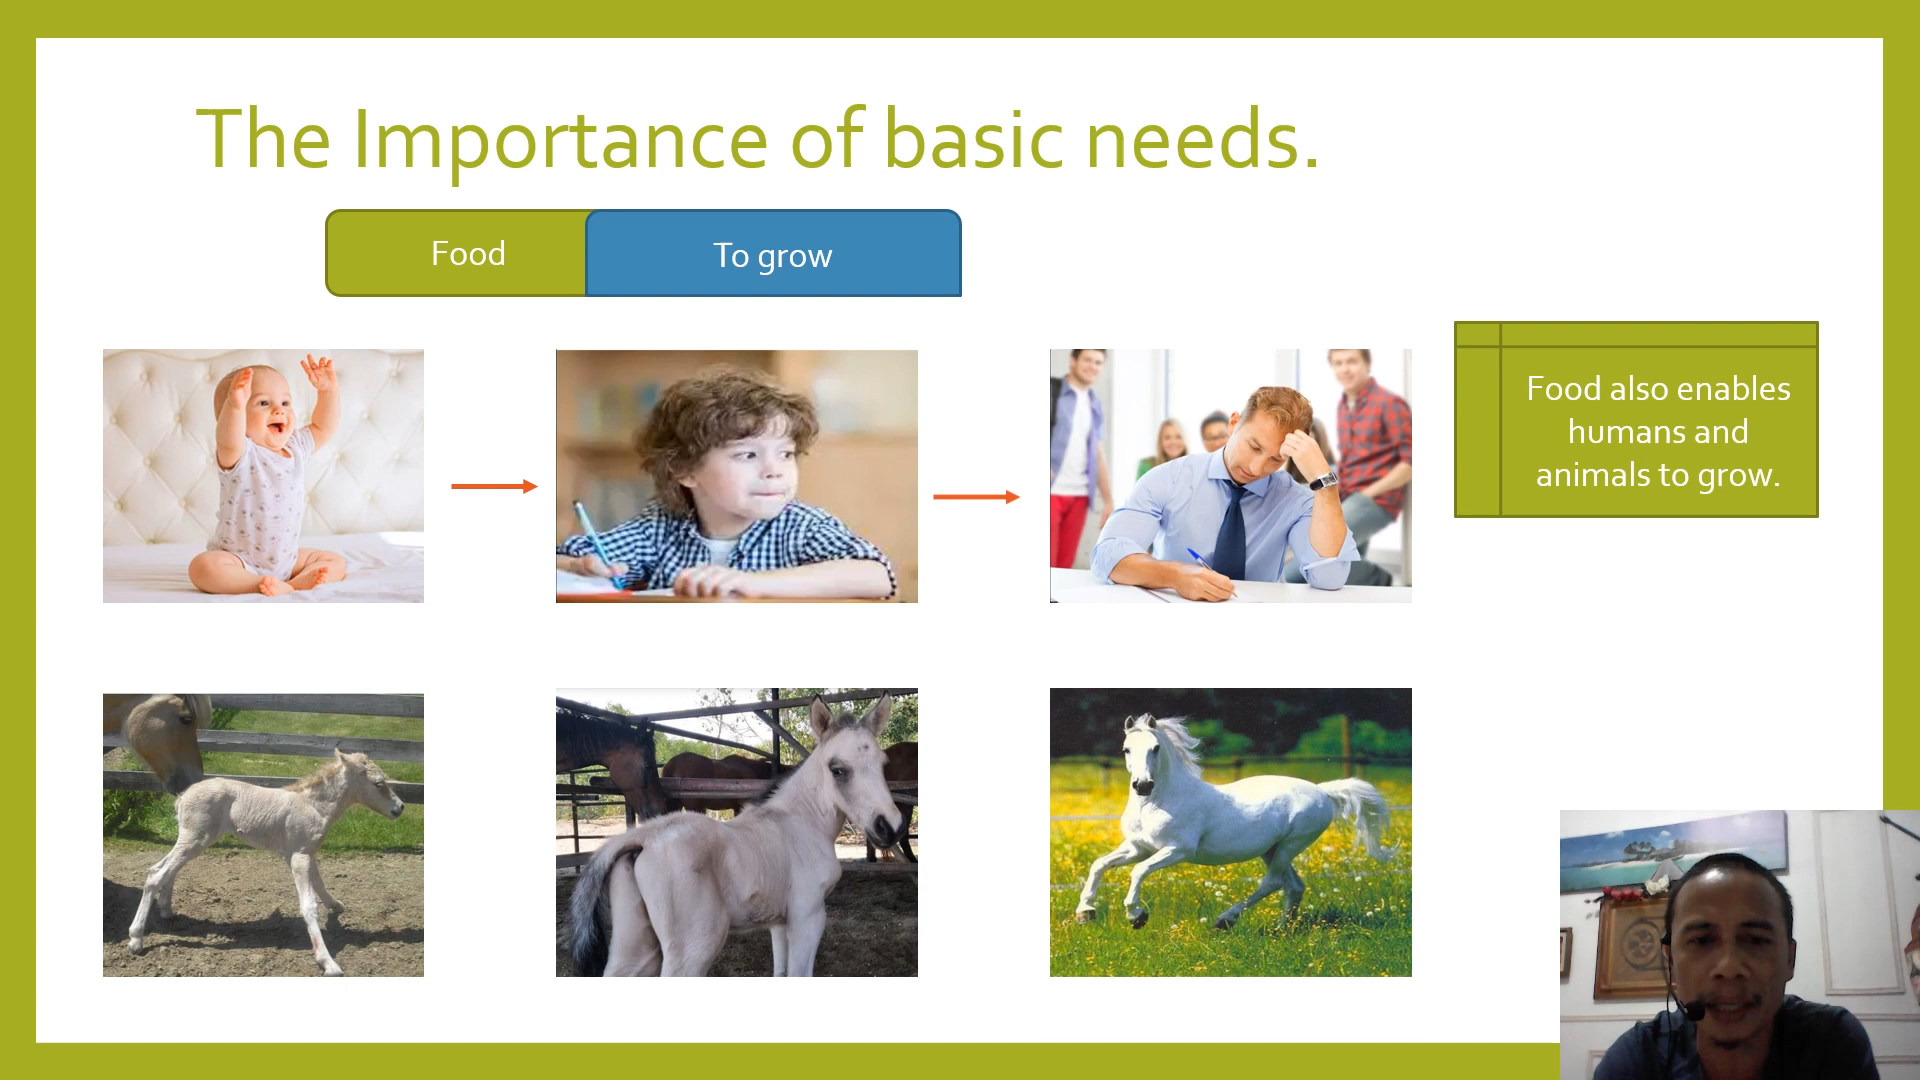 The Importance of basic needs.
Food
To grow
Food also enables
humans and
animals to grow.